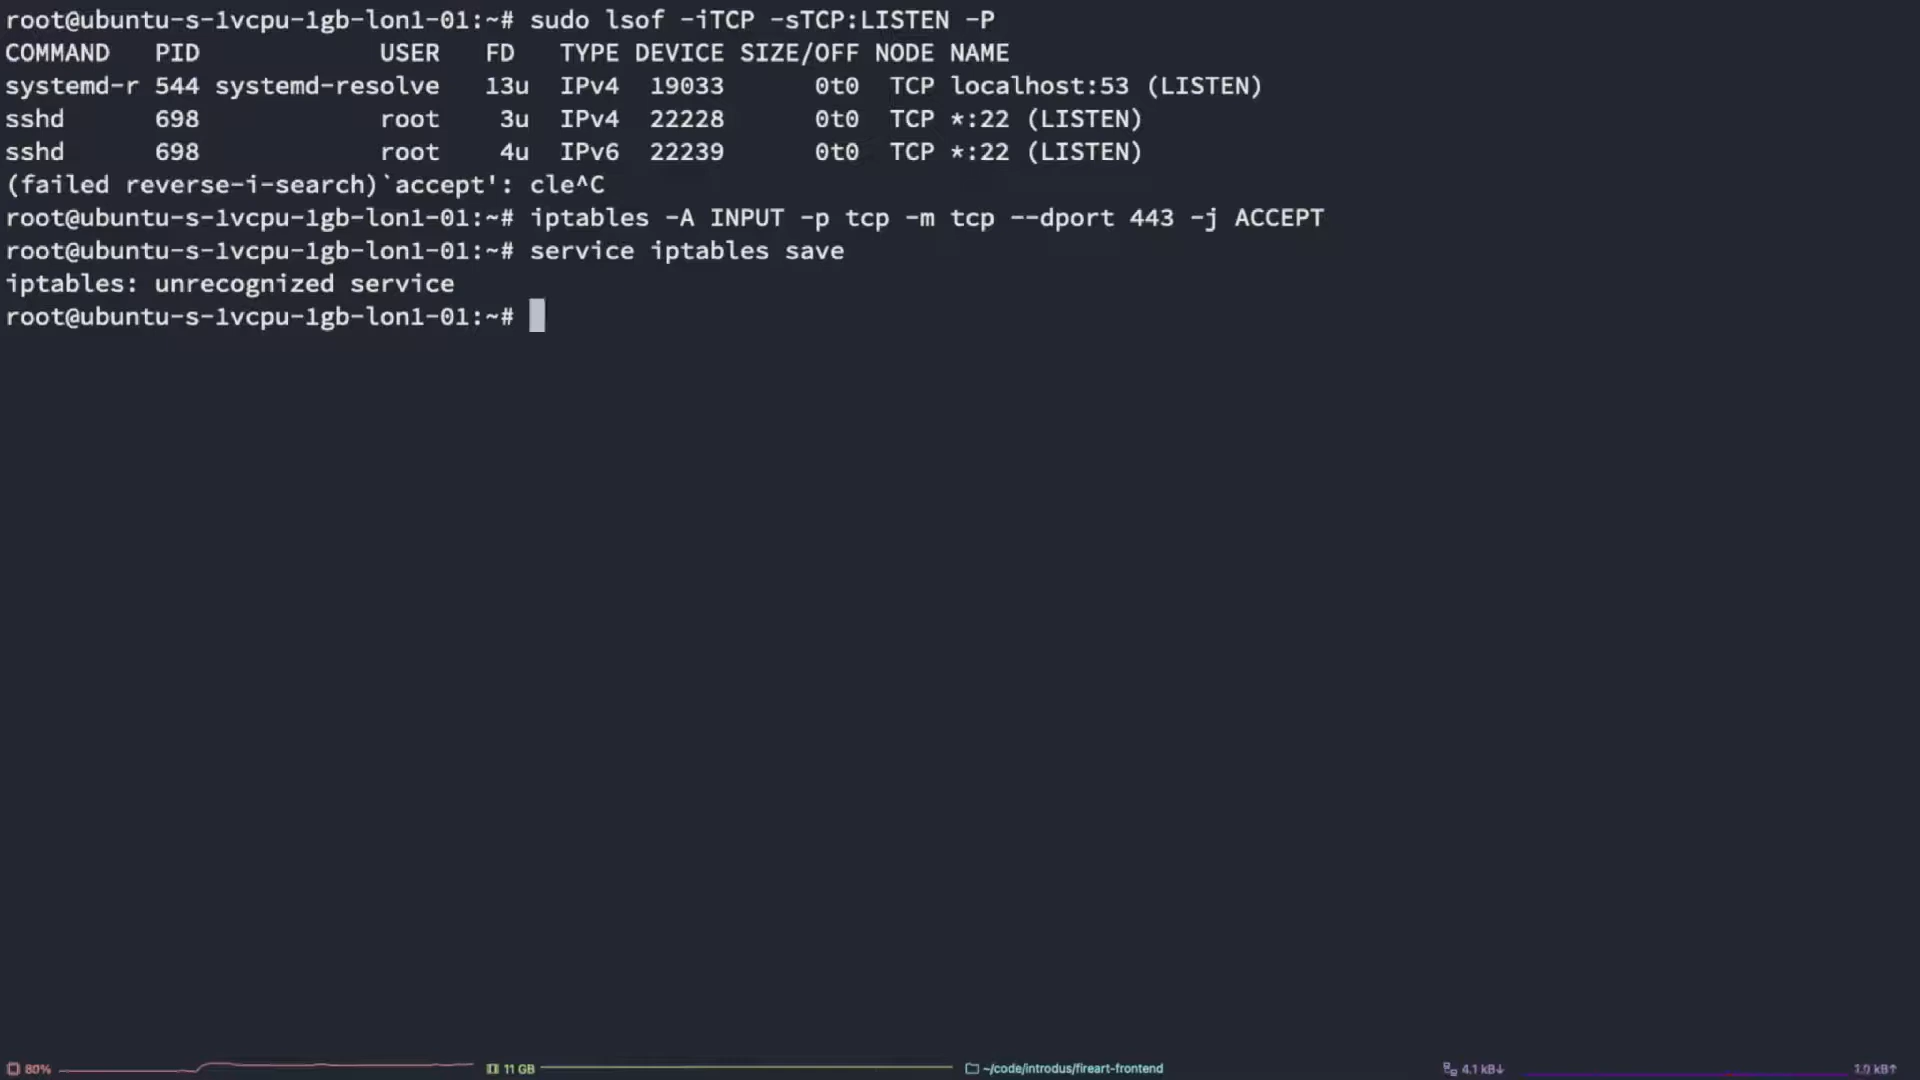 root@ubuntu-s-1vcpu-1gb-lon1-01:~# sudo lsof -iTCP -sTCP:LISTEN -P
COMMAND   PID            USER   FD   TYPE DEVICE SIZE/OFF NODE NAME
systemd-r 544 systemd-resolve   13u  IPv4  19033      0t0  TCP localhost:53 (LISTEN)
sshd      698            root    3u  IPv4  22228      0t0  TCP *:22 (LISTEN)
sshd      698            root    4u  IPv6  22239      0t0  TCP *:22 (LISTEN)
(failed reverse-i-search)`accept': cle^C
root@ubuntu-s-1vcpu-1gb-lon1-01:~# iptables -A INPUT -p tcp -m tcp --dport 443 -j ACCEPT
root@ubuntu-s-1vcpu-1gb-lon1-01:~# service iptables save
iptables: unrecognized service
root@ubuntu-s-1vcpu-1gb-lon1-01:~#
80% 11 GB ~/code/introdus/fireart-frontend 4.1 kB↓ 1.0 kB↑